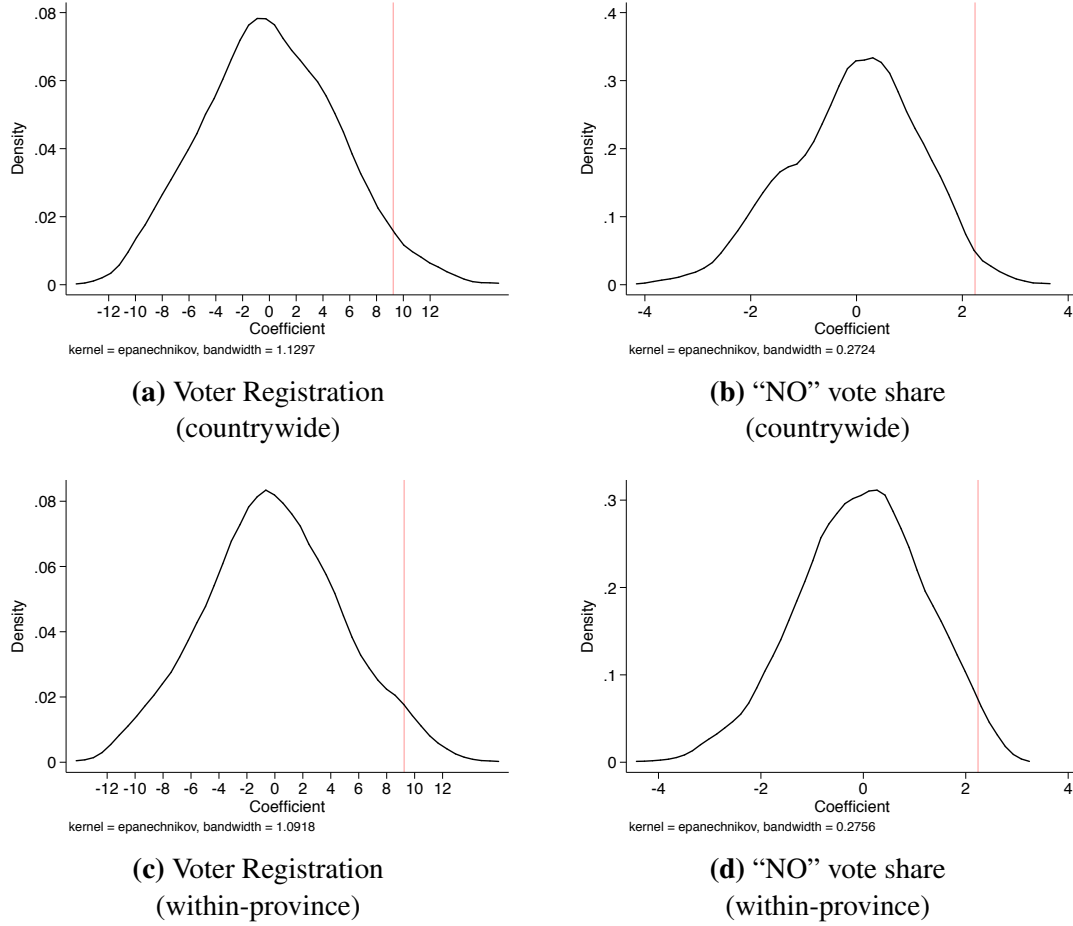 .08
.06
.04
.02
0
Density
-12 -10 -8 -6 -4 -2 0 2 4 6 8 10 12
Coefficient
kernel = epanechnikov, bandwidth = 1.1297
(a) Voter Registration
(countrywide)
.4
.3
.2
.1
0
Density
-4 -2 0 2 4
Coefficient
kernel = epanechnikov, bandwidth = 0.2724
(b) “NO” vote share
(countrywide)
.08
.06
.04
.02
0
Density
-12 -10 -8 -6 -4 -2 0 2 4 6 8 10 12
Coefficient
kernel = epanechnikov, bandwidth = 1.0918
(c) Voter Registration
(within-province)
.3
.2
.1
0
Density
-4 -2 0 2 4
Coefficient
kernel = epanechnikov, bandwidth = 0.2756
(d) “NO” vote share
(within-province)